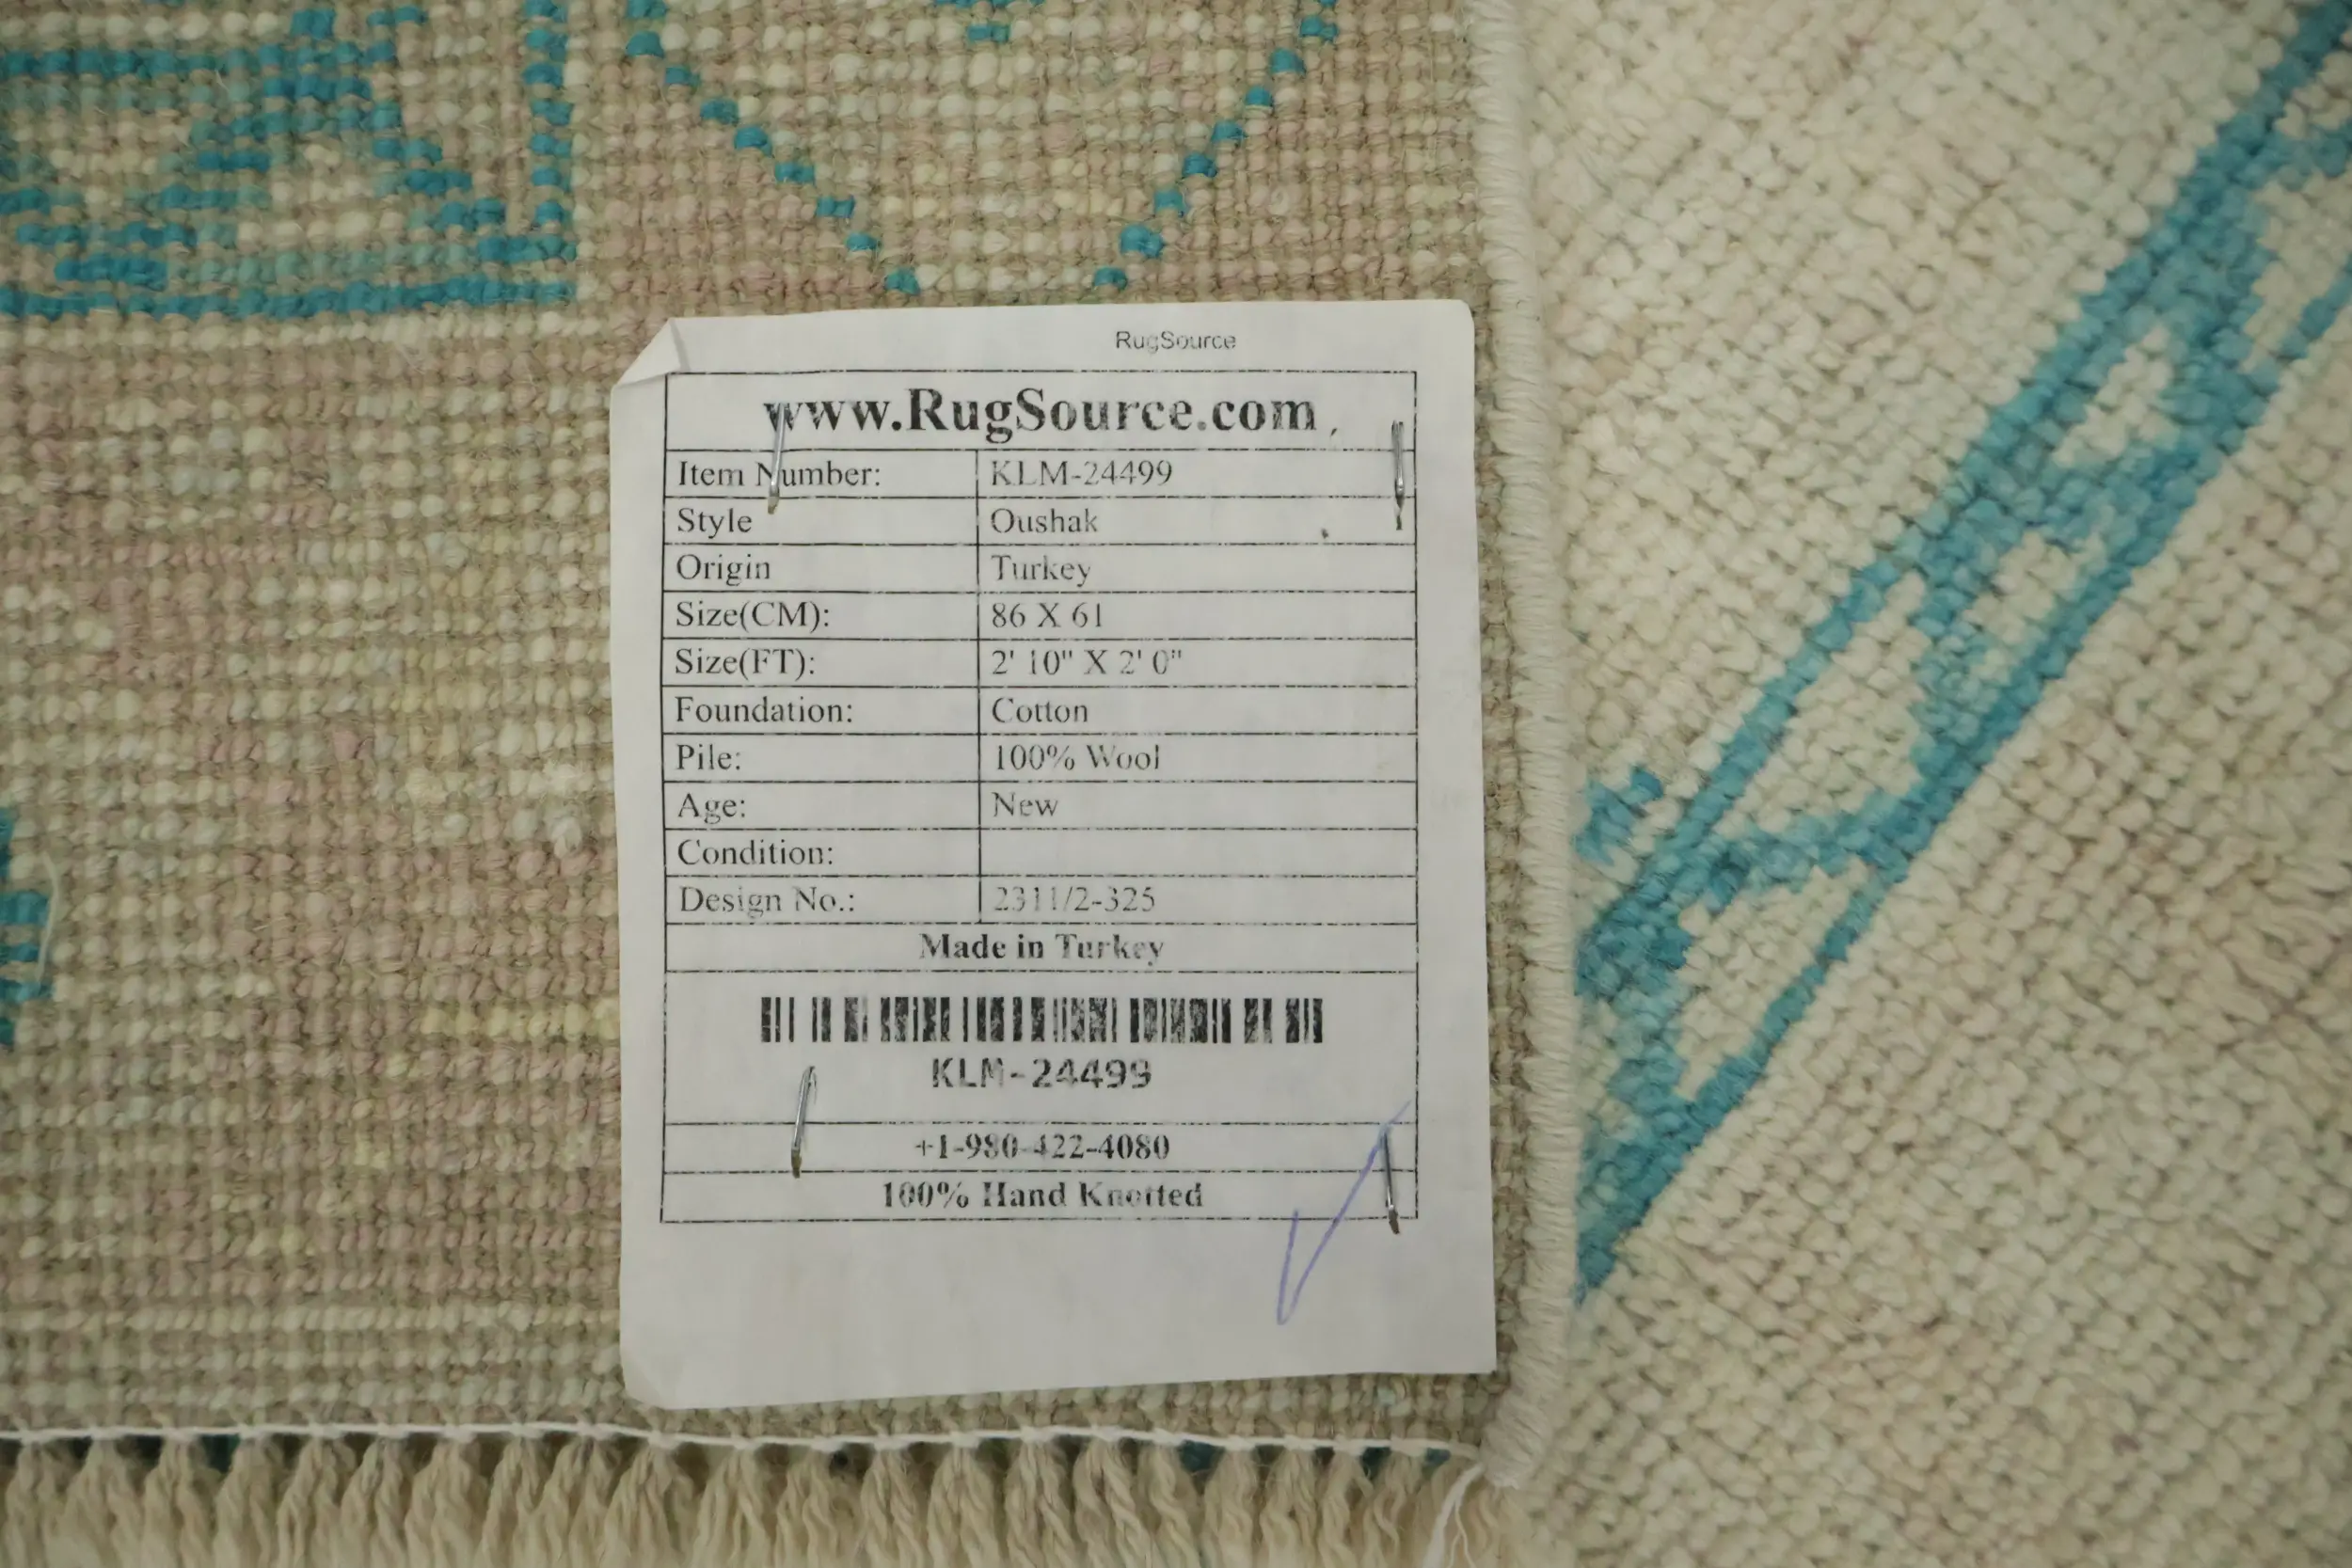 RugSource
www.RugSource.com
Item Number: KLM-24499
Style Oushak
Origin Turkey
Size(CM): 86 X 61
Size(FT): 2' 10" X 2' 0"
Foundation: Cotton
Pile: 100% Wool
Age: New
Condition:
Design No.: 2311/2-325
Made in Turkey
KLM-24499
+1-980-422-4080
100% Hand Knotted